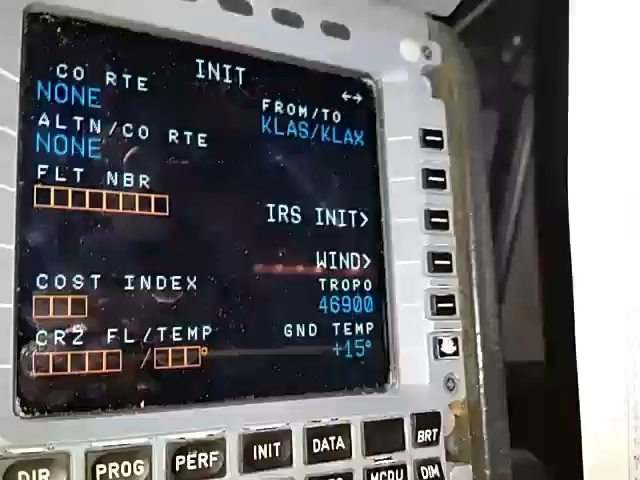 INIT
↔
CO RTE
FROM/TO
NONE
KLAS/KLAX
ALTN/CO RTE
NONE
FLT NBR
IRS INIT>
WIND>
COST INDEX
TROPO
46900
CRZ FL/TEMP
GND TEMP
/ °
+15°
DIR
PROG
PERF
INIT
DATA
BRT
MCDU
DIM